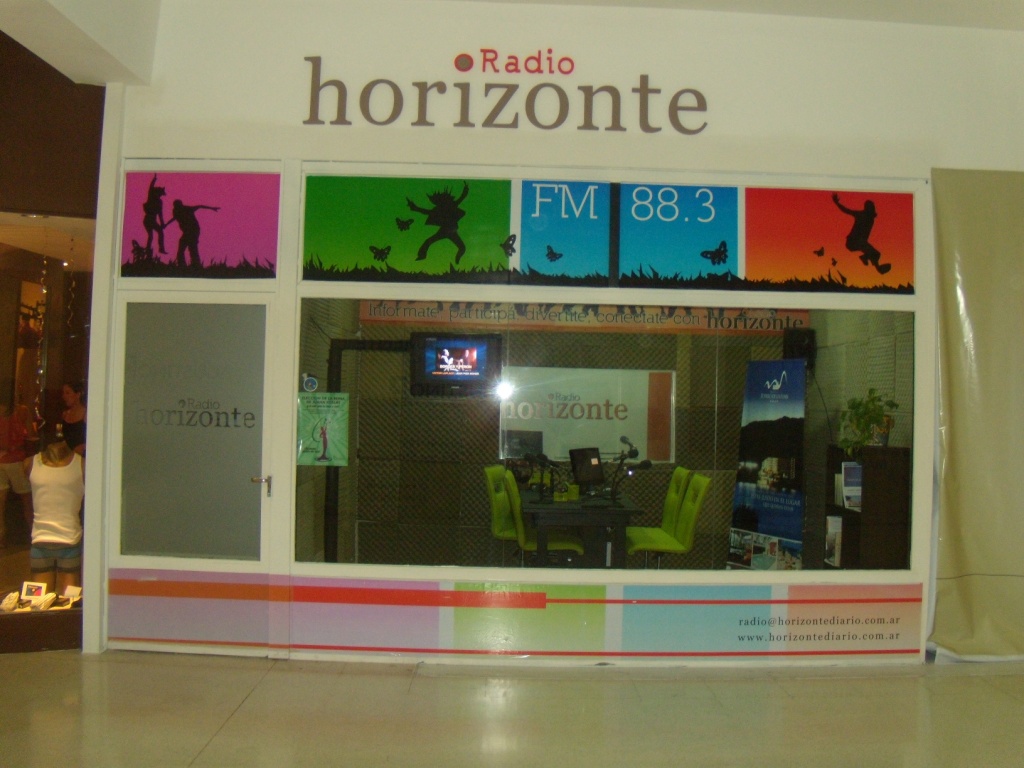 Radio
horizonte
FM 88.3
Informate, participá, divertite, conectate con horizonte
Radio
horizonte
Radio
horizonte
radio@horizontediario.com.ar
www.horizontediario.com.ar